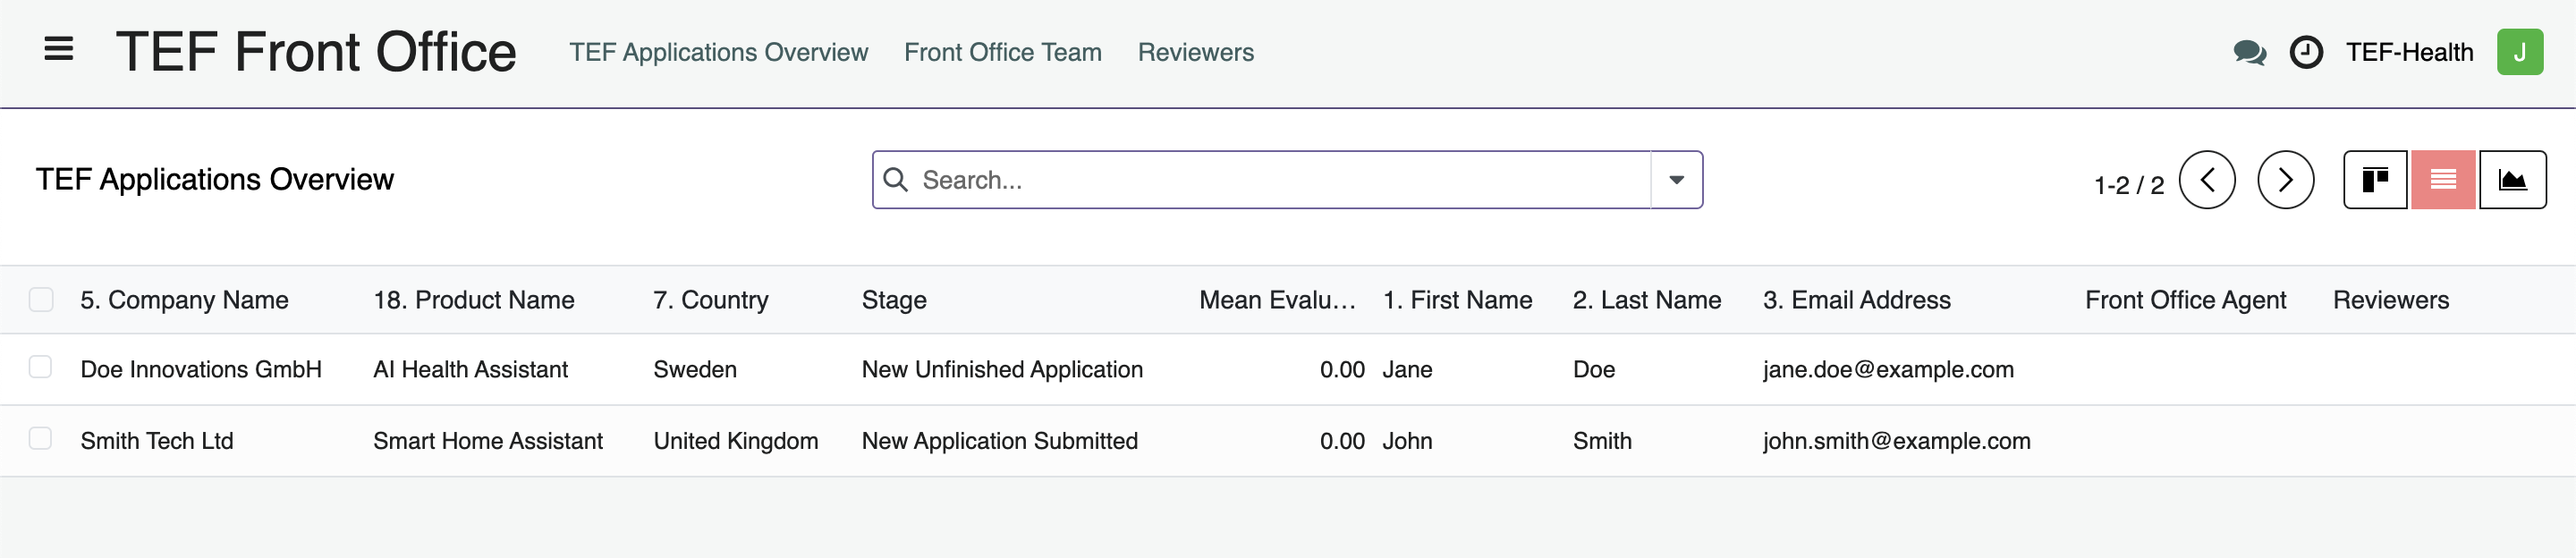 TEF Front Office TEF Applications Overview Front Office Team Reviewers TEF-Health J
TEF Applications Overview Search... 1-2 / 2
5. Company Name 18. Product Name 7. Country Stage Mean Evalu... 1. First Name 2. Last Name 3. Email Address Front Office Agent Reviewers
Doe Innovations GmbH AI Health Assistant Sweden New Unfinished Application 0.00 Jane Doe jane.doe@example.com
Smith Tech Ltd Smart Home Assistant United Kingdom New Application Submitted 0.00 John Smith john.smith@example.com